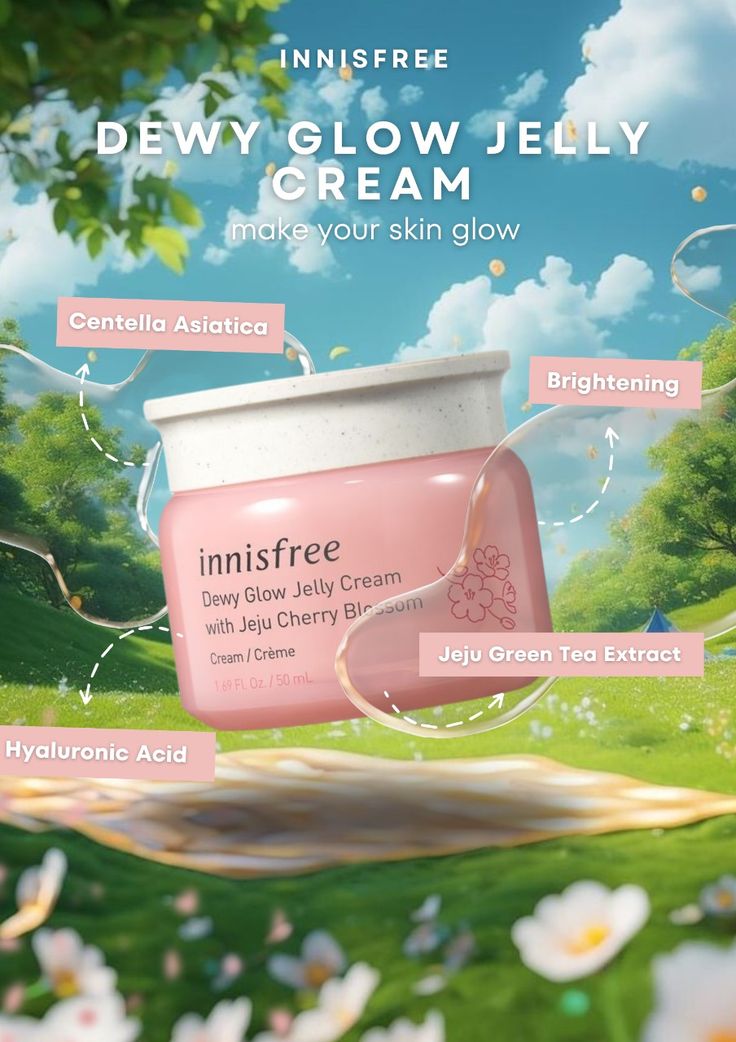 INNISFREE
DEWY GLOW JELLY
CREAM
make your skin glow
Centella Asiatica
Brightening
innisfree
Dewy Glow Jelly Cream
with Jeju Cherry Blossom
Cream / Crème
1.69 FL. Oz. / 50 mL
Jeju Green Tea Extract
Hyaluronic Acid